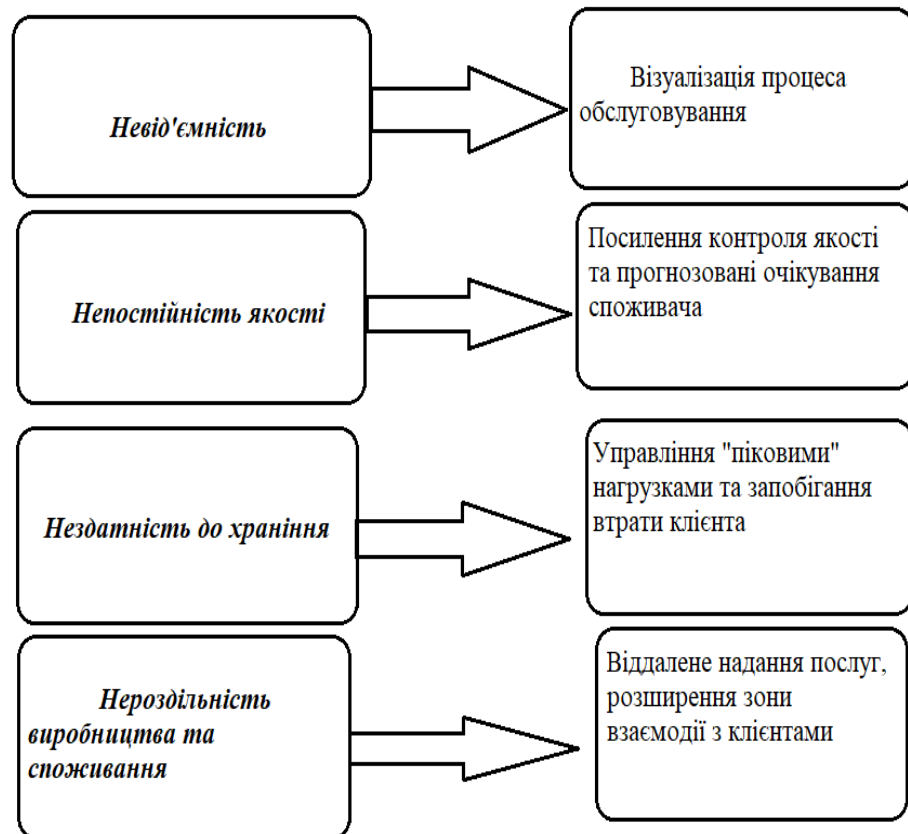 Невід'ємність
Візуалізація процеса
обслуговування
Непостійність якості
Посилення контроля якості
та прогнозовані очікування
споживача
Нездатність до храніння
Управління "піковими"
нагрузками та запобігання
втрати клієнта
Нероздільність
виробництва та
споживання
Віддалене надання послуг,
розширення зони
взаємодії з клієнтами